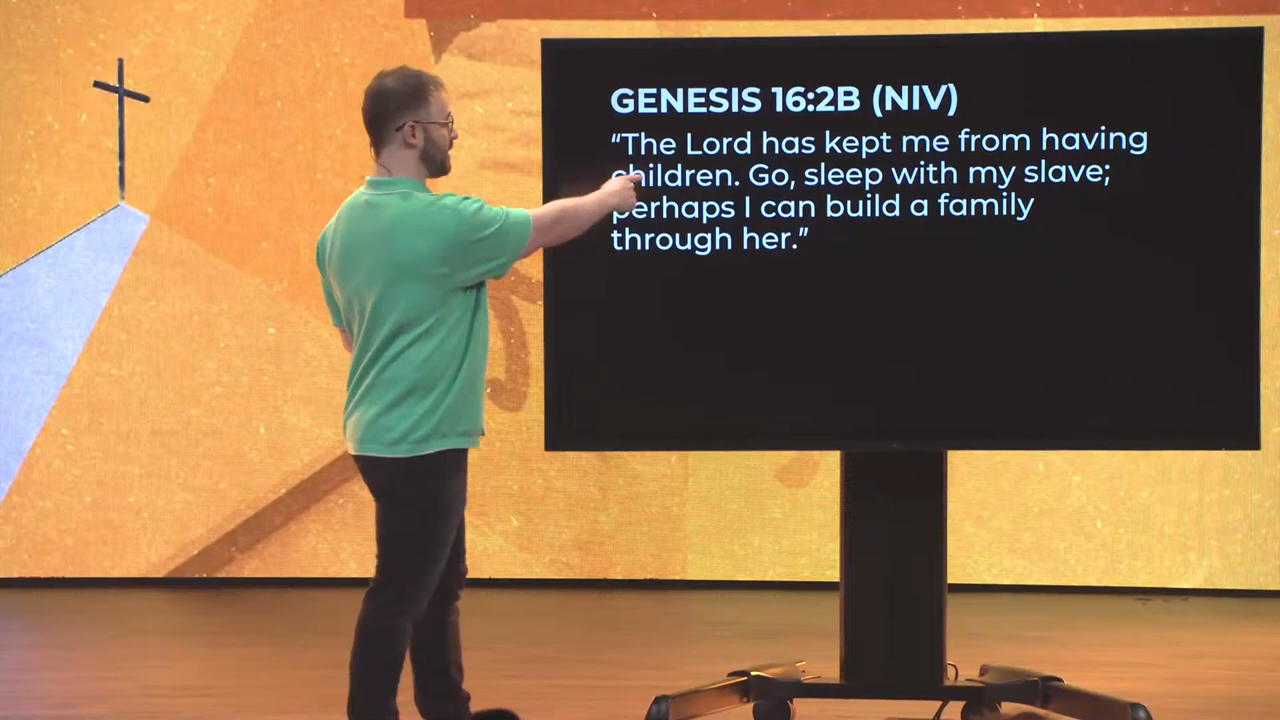 GENESIS 16:2B (NIV)
“The Lord has kept me from having
children. Go, sleep with my slave;
perhaps I can build a family
through her.”